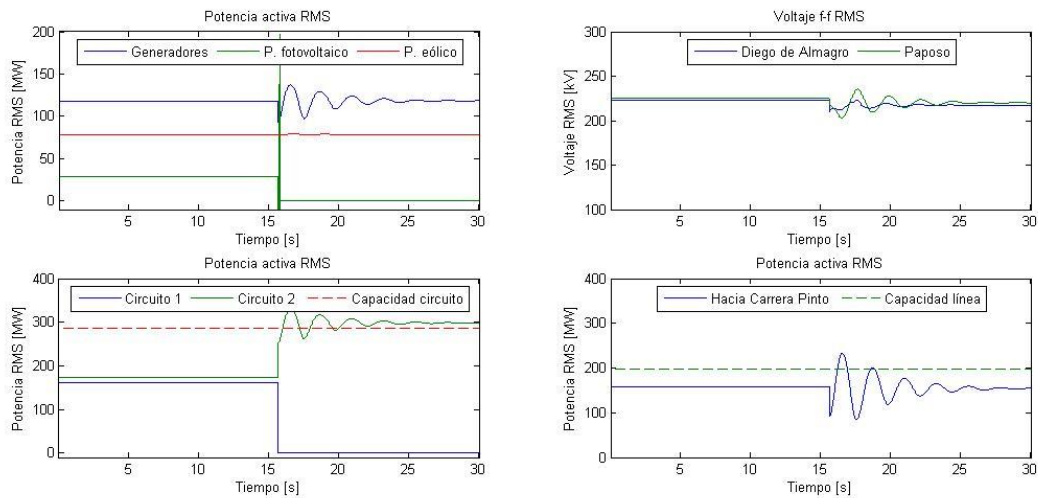 Potencia activa RMS
Generadores P. fotovoltaico P. eólico
Potencia RMS [MW]
200
150
100
50
0
5 10 15 20 25 30
Tiempo [s]
Voltaje f-f RMS
Diego de Almagro Paposo
Voltaje RMS [kV]
300
250
200
150
100
5 10 15 20 25 30
Tiempo [s]
Potencia activa RMS
Circuito 1 Circuito 2 Capacidad circuito
Potencia RMS [MW]
400
300
200
100
0
5 10 15 20 25 30
Tiempo [s]
Potencia activa RMS
Hacia Carrera Pinto Capacidad línea
Potencia RMS [MW]
400
300
200
100
0
5 10 15 20 25 30
Tiempo [s]